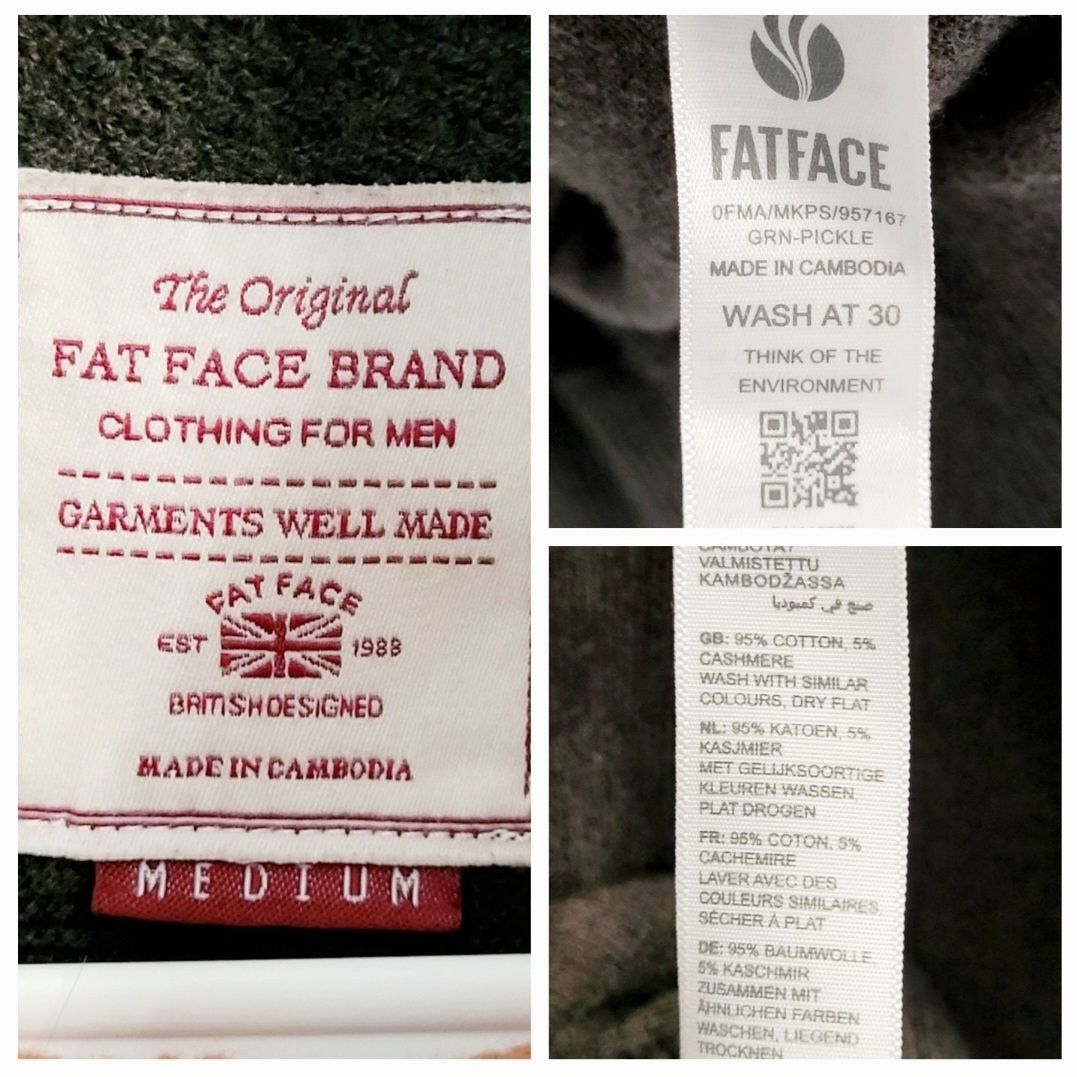 The Original
FAT FACE BRAND
CLOTHING FOR MEN
GARMENTS WELL MADE
FAT FACE
EST 1988
BRITISH DESIGNED
MADE IN CAMBODIA
MEDIUM
FATFACE
0FMA/MKPS/957167
GRN-PICKLE
MADE IN CAMBODIA
WASH AT 30
THINK OF THE
ENVIRONMENT
VALMISTETTU
KAMBODŽASSA
صنع في كمبوديا
GB: 95% COTTON, 5%
CASHMERE
WASH WITH SIMILAR
COLOURS, DRY FLAT
NL: 95% KATOEN, 5%
KASJMIER
MET GELIJKSOORTIGE
KLEUREN WASSEN,
PLAT DROGEN
FR: 95% COTON, 5%
CACHEMIRE
LAVER AVEC DES
COULEURS SIMILAIRES,
SÉCHER À PLAT
DE: 95% BAUMWOLLE,
5% KASCHMIR
ZUSAMMEN MIT
ÄHNLICHEN FARBEN
WASCHEN, LIEGEND
TROCKNEN